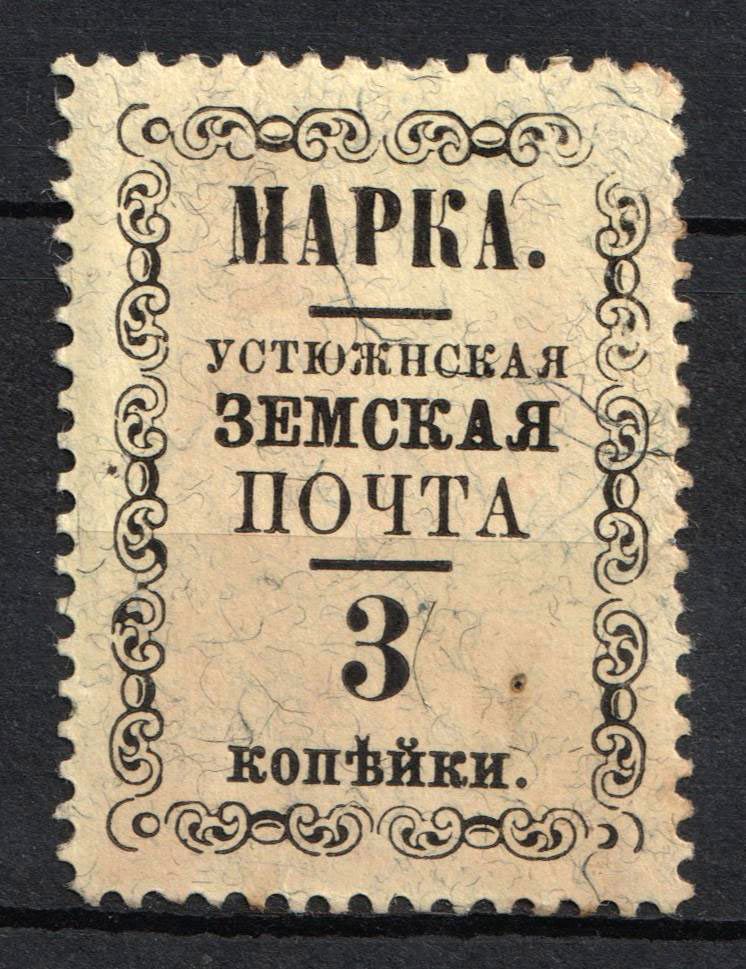 МАРКА.
УСТЮЖНСКАЯ
ЗЕМСКАЯ
ПОЧТА
3
копѣйки.